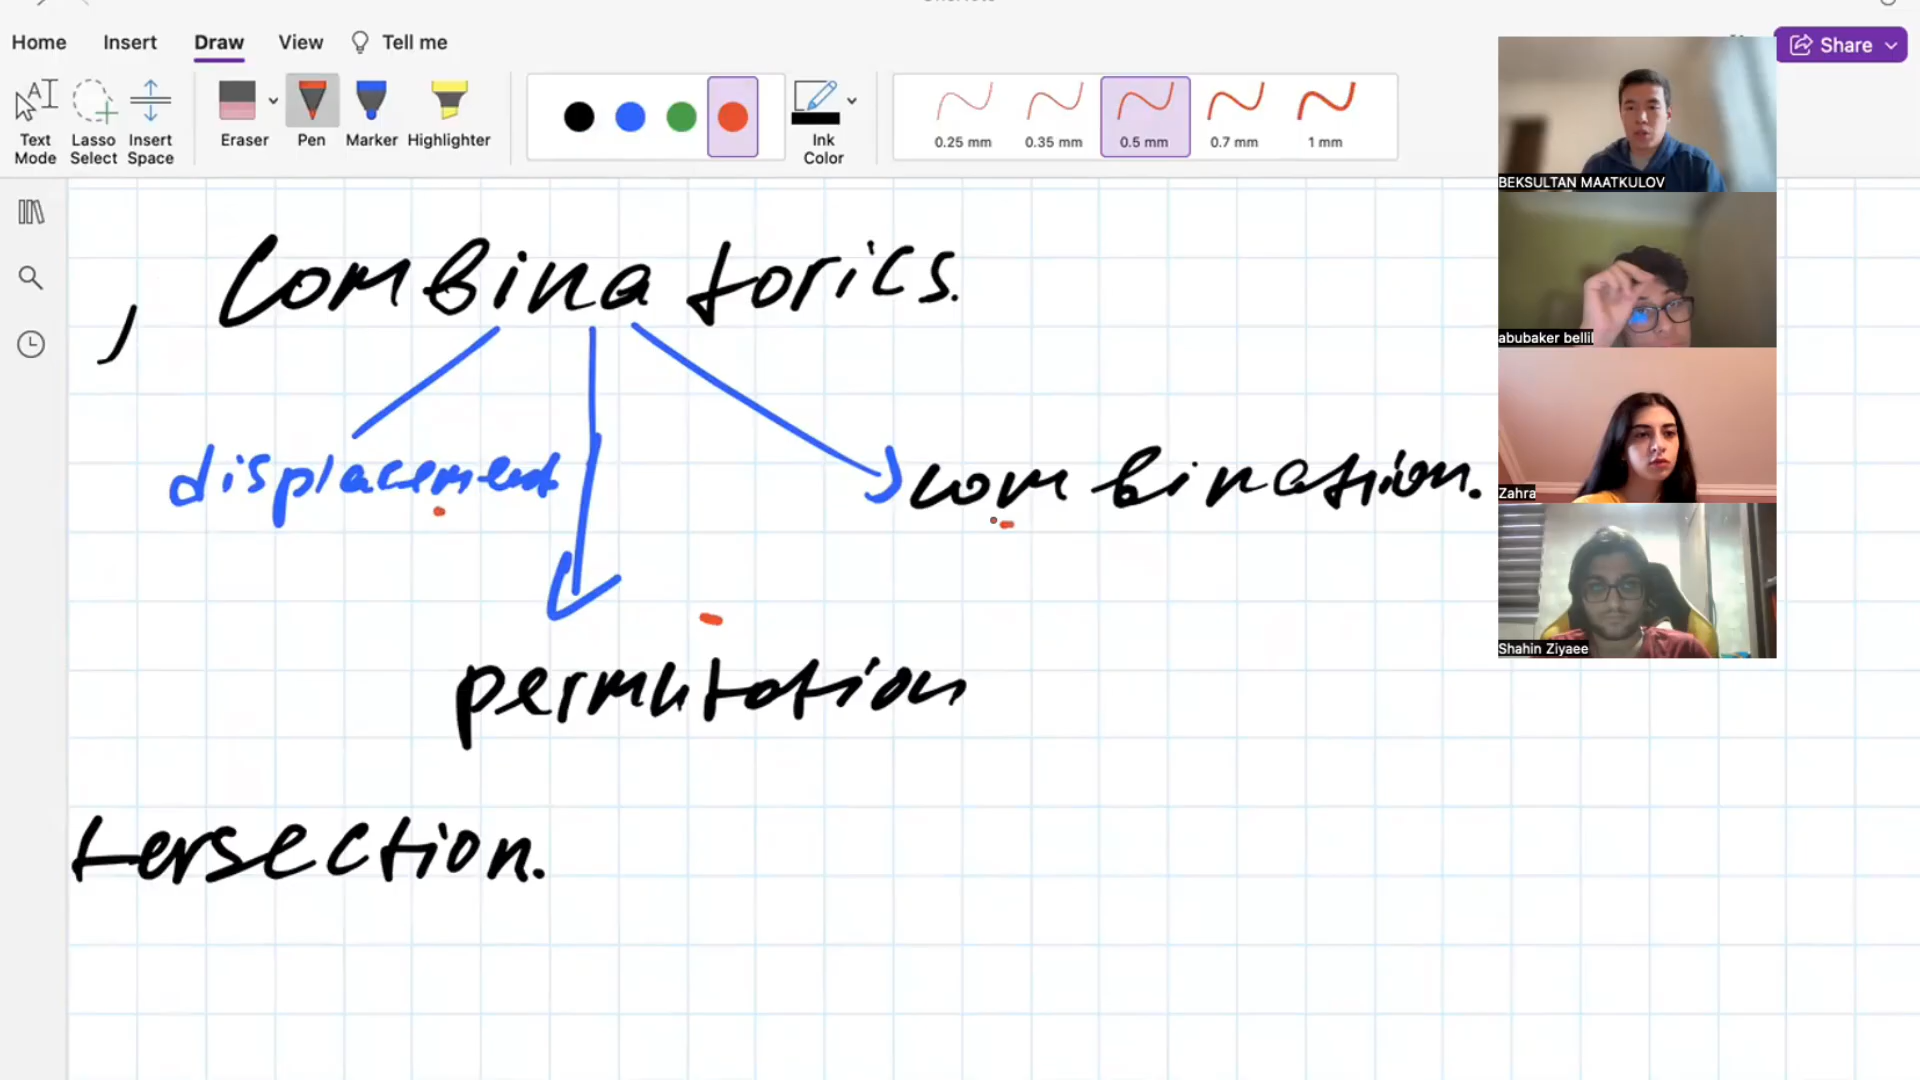 Home Insert Draw View Tell me
Share
Text Mode
Lasso Select
Insert Space
Eraser
Pen
Marker
Highlighter
Ink Color
0.25 mm
0.35 mm
0.5 mm
0.7 mm
1 mm
BEKSULTAN MAATKULOV
abubaker bellil
Zahra
Shahin Ziyaee
, Combinatorics.
displacement
combination.
permutation
tersection.